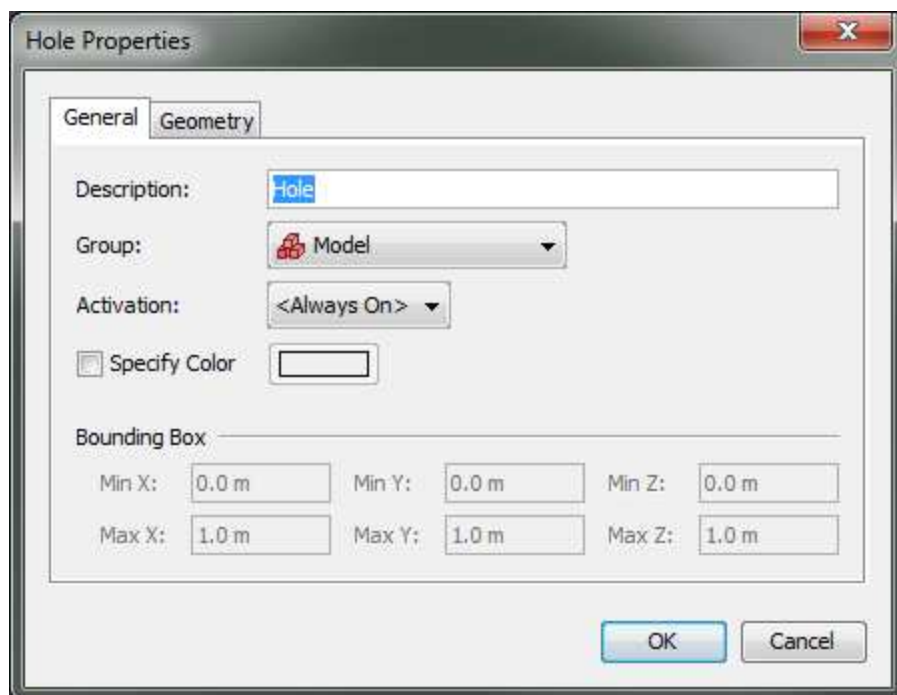 Hole Properties
General Geometry
Description: Hole
Group: Model
Activation: <Always On>
Specify Color
Bounding Box
Min X: 0.0 m Min Y: 0.0 m Min Z: 0.0 m
Max X: 1.0 m Max Y: 1.0 m Max Z: 1.0 m
OK Cancel